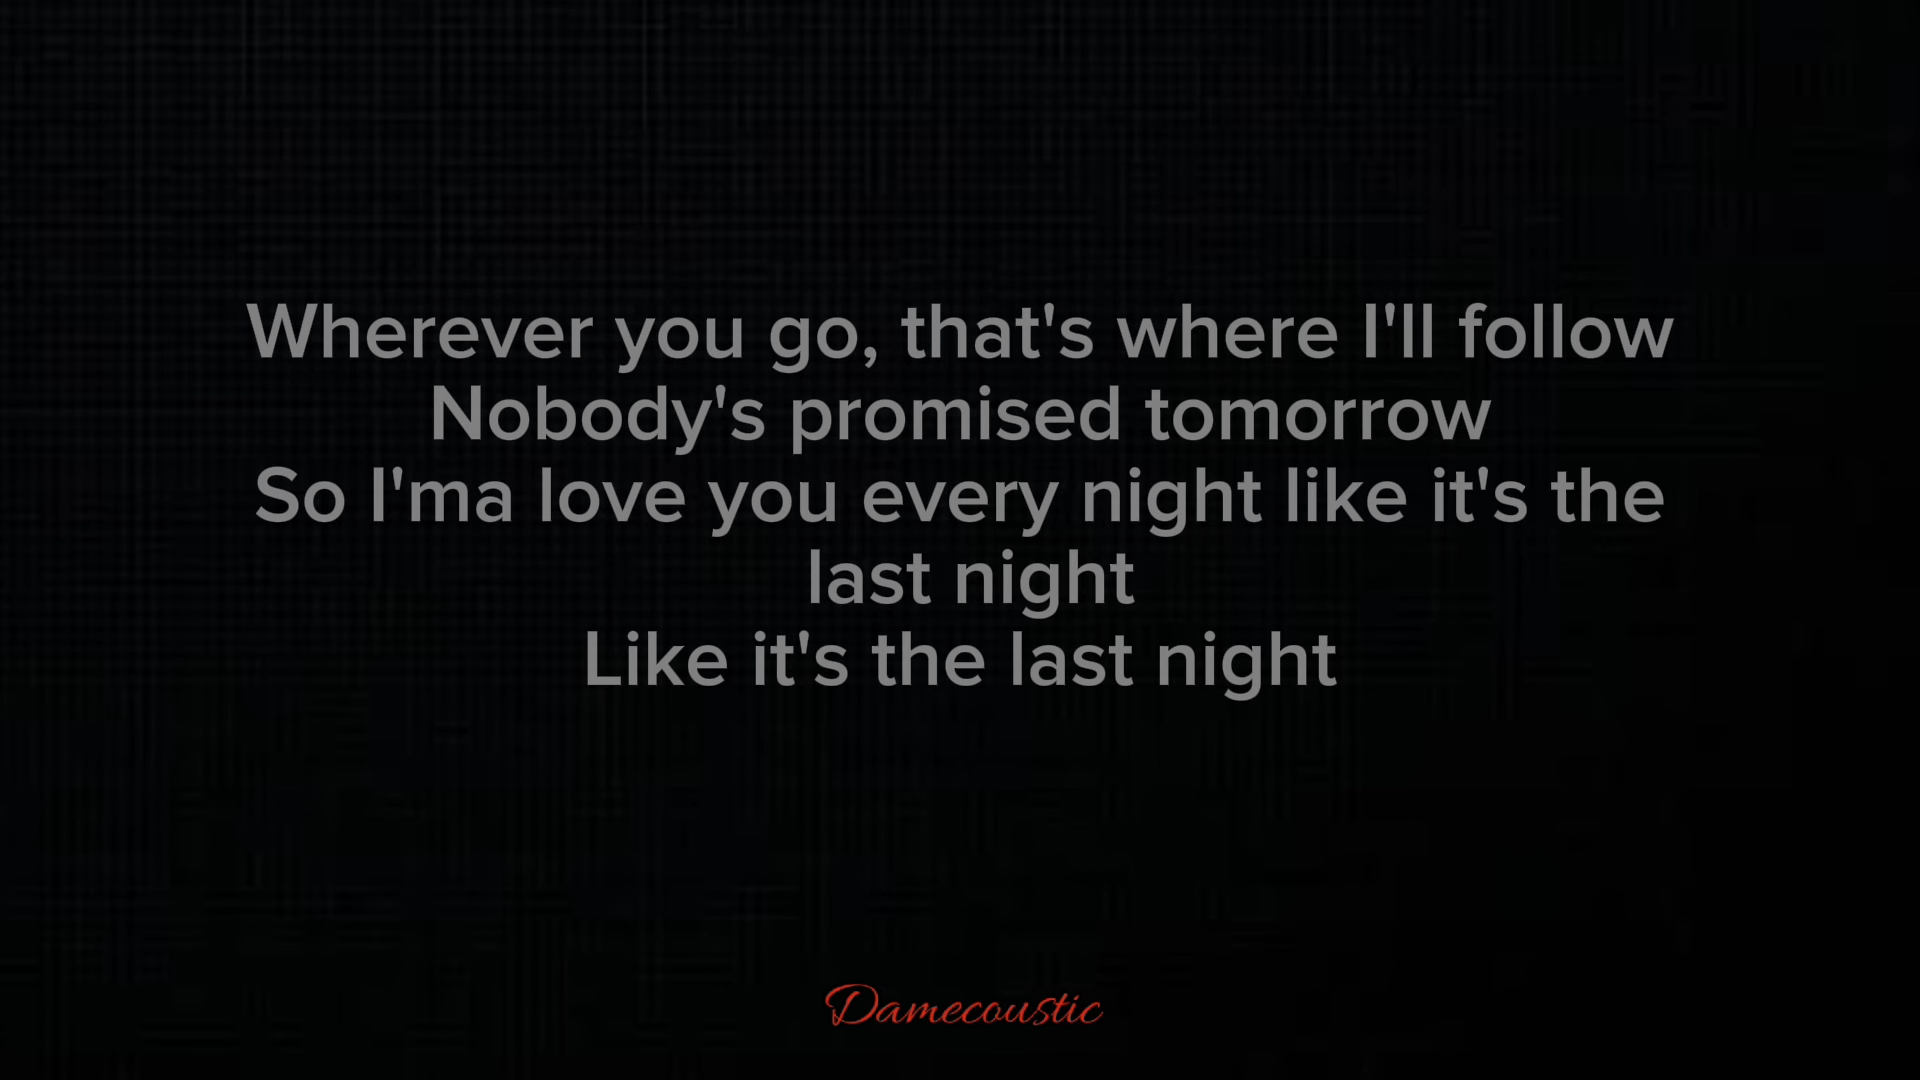 Wherever you go, that's where I'll follow
Nobody's promised tomorrow
So I'ma love you every night like it's the
last night
Like it's the last night
Damecoustic